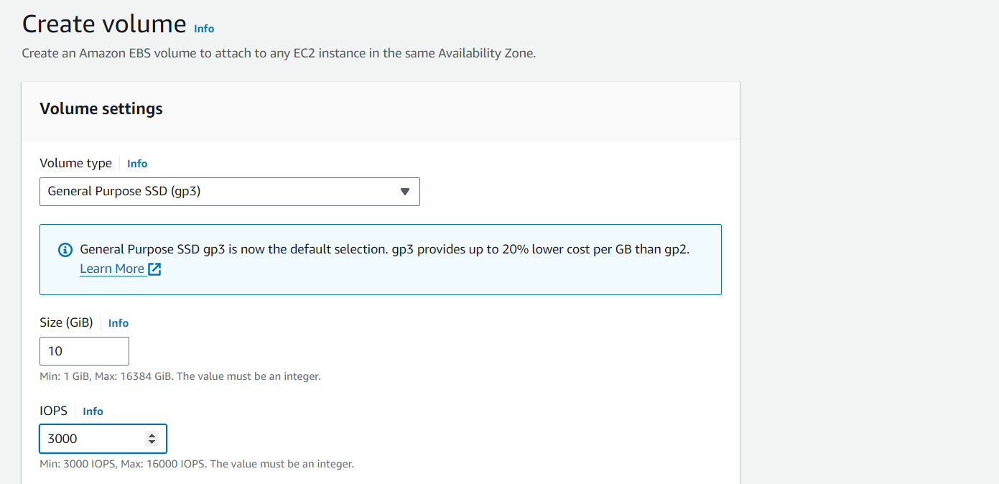 Create volume Info
Create an Amazon EBS volume to attach to any EC2 instance in the same Availability Zone.
Volume settings
Volume type Info
General Purpose SSD (gp3)
General Purpose SSD gp3 is now the default selection. gp3 provides up to 20% lower cost per GB than gp2.
Learn More
Size (GiB) Info
10
Min: 1 GiB, Max: 16384 GiB. The value must be an integer.
IOPS Info
3000
Min: 3000 IOPS, Max: 16000 IOPS. The value must be an integer.